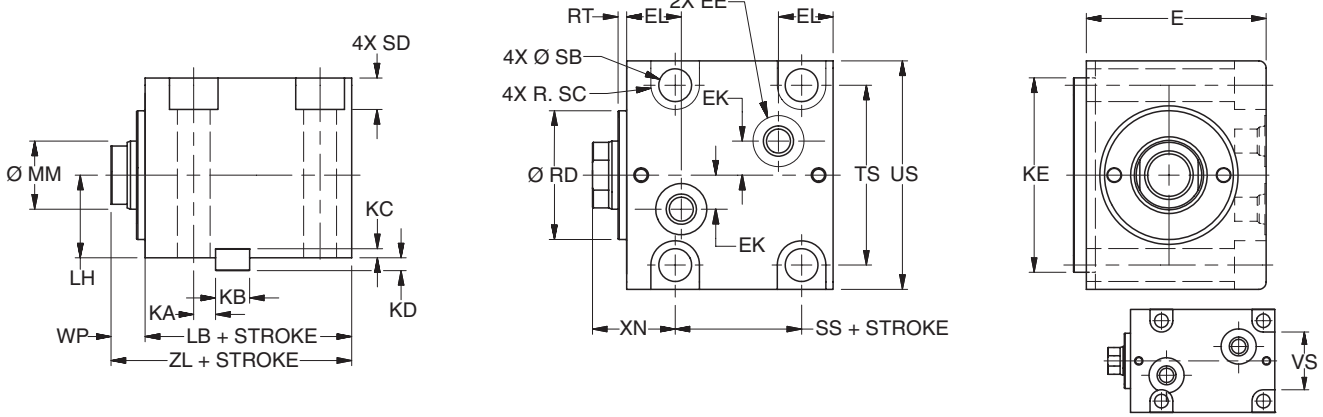 4X SD
Ø MM
LH
KC
KB
KD
KA
WP
LB + STROKE
ZL + STROKE
RT
EL
2X EE
EL
4X Ø SB
4X R. SC
EK
Ø RD
TS
US
EK
XN
SS + STROKE
E
KE
VS